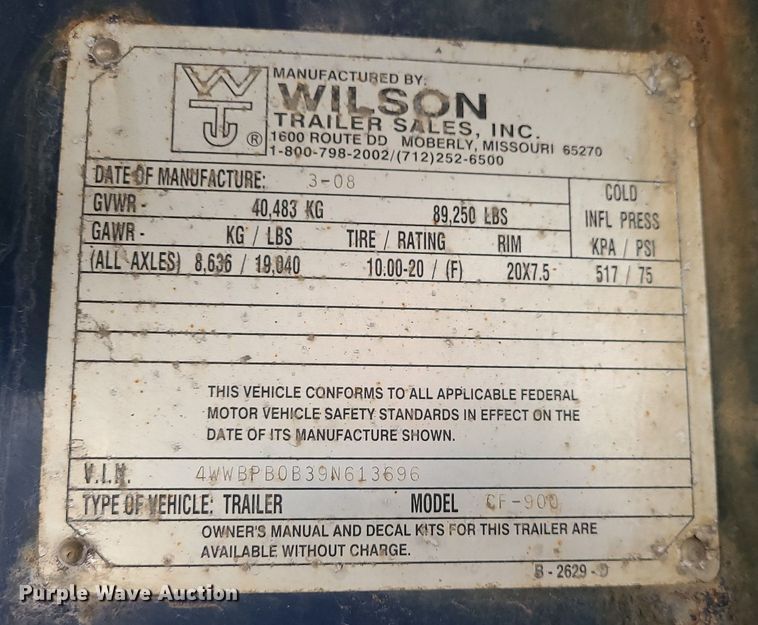 WTJ ®
MANUFACTURED BY:
WILSON
TRAILER SALES, INC.
1600 ROUTE DD MOBERLY, MISSOURI 65270
1-800-798-2002/(712)252-6500
DATE OF MANUFACTURE: 3-08
COLD
INFL PRESS
KPA / PSI
GVWR - 40,483 KG 89,250 LBS
GAWR - KG / LBS TIRE / RATING RIM
(ALL AXLES) 8,636 / 19,040 10.00-20 / (F) 20X7.5 517 / 75
THIS VEHICLE CONFORMS TO ALL APPLICABLE FEDERAL
MOTOR VEHICLE SAFETY STANDARDS IN EFFECT ON THE
DATE OF ITS MANUFACTURE SHOWN.
V.I.N. 4WWBPB0B39N613696
TYPE OF VEHICLE: TRAILER MODEL CF-900
OWNER'S MANUAL AND DECAL KITS FOR THIS TRAILER ARE
AVAILABLE WITHOUT CHARGE.
B - 2629 - D
Purple Wave Auction